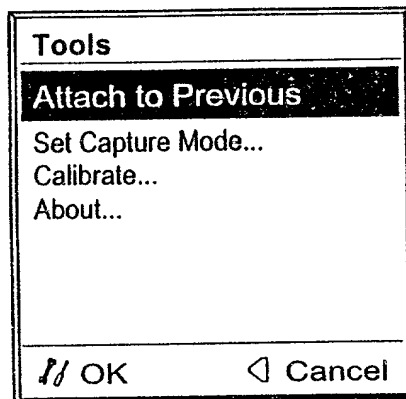 Tools
Attach to Previous
Set Capture Mode...
Calibrate...
About...
OK Cancel